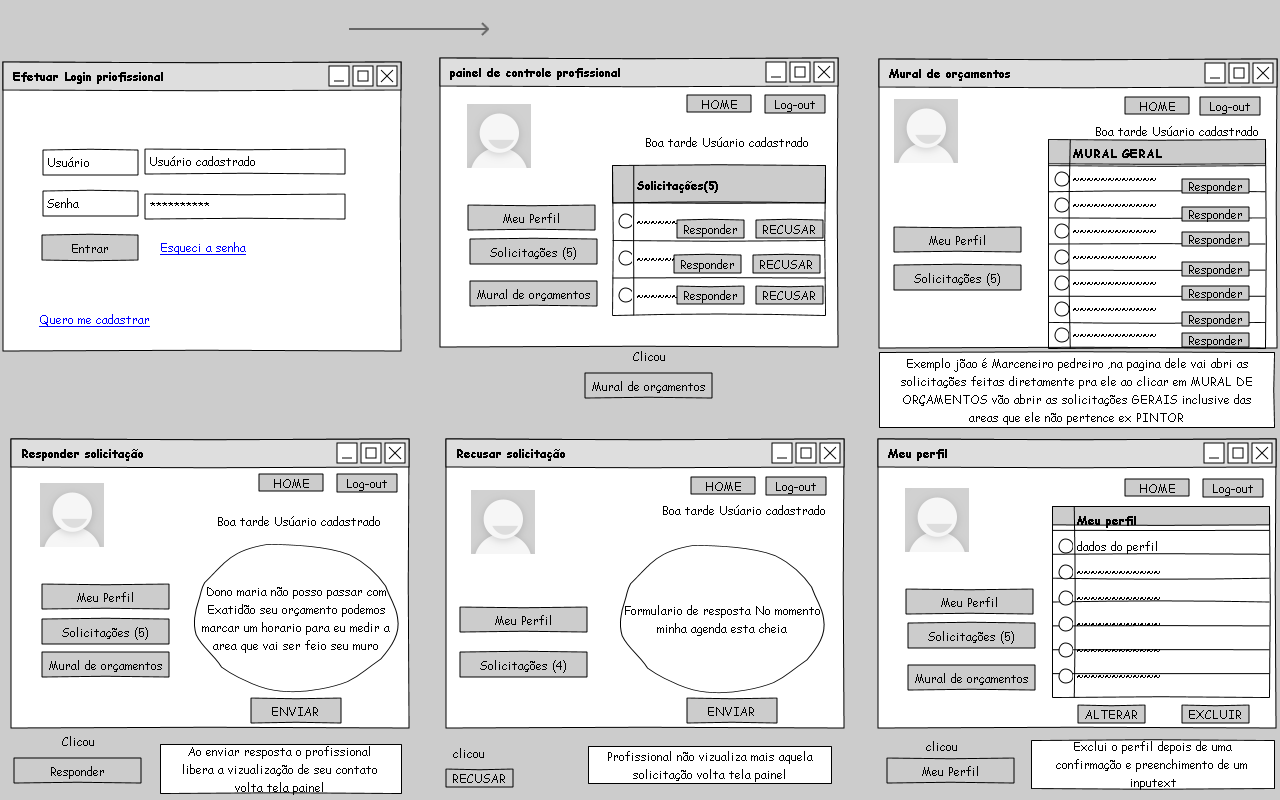 Efetuar Login priofissional
Usuário
Usuário cadastrado
Senha
**********
Entrar
Esqueci a senha
Quero me cadastrar
painel de controle profissional
HOME
Log-out
Boa tarde Usúario cadastrado
Solicitações(5)
Meu Perfil
~~~~~~
Responder
RECUSAR
Solicitações (5)
~~~~~~
Responder
RECUSAR
Mural de orçamentos
~~~~~~
Responder
RECUSAR
Clicou
Mural de orçamentos
Mural de orçamentos
HOME
Log-out
Boa tarde Usúario cadastrado
MURAL GERAL
~~~~~~~~~~~~~
Responder
~~~~~~~~~~~~~
Responder
~~~~~~~~~~~~~
Responder
~~~~~~~~~~~~~
Responder
~~~~~~~~~~~~~
Responder
~~~~~~~~~~~~~
Responder
~~~~~~~~~~~~~
Responder
Meu Perfil
Solicitações (5)
Exemplo jõao é Marceneiro pedreiro ,na pagina dele vai abri as
solicitações feitas diretamente pra ele ao clicar em MURAL DE
ORÇAMENTOS vão abrir as solicitações GERAIS inclusive das
areas que ele não pertence ex PINTOR
Responder solicitação
HOME
Log-out
Boa tarde Usúario cadastrado
Meu Perfil
Solicitações (5)
Mural de orçamentos
Dono maria não posso passar com
Exatidão seu orçamento podemos
marcar um horario para eu medir a
area que vai ser feio seu muro
ENVIAR
Clicou
Responder
Ao enviar resposta o profissional
libera a vizualização de seu contato
volta tela painel
Recusar solicitação
HOME
Log-out
Boa tarde Usúario cadastrado
Meu Perfil
Solicitações (4)
Formulario de resposta No momento
minha agenda esta cheia
ENVIAR
clicou
RECUSAR
Profissional não vizualiza mais aquela
solicitação volta tela painel
Meu perfil
HOME
Log-out
Meu perfil
dados do perfil
~~~~~~~~~~~~~
~~~~~~~~~~~~~
~~~~~~~~~~~~~
~~~~~~~~~~~~~
~~~~~~~~~~~~~
Meu Perfil
Solicitações (5)
Mural de orçamentos
ALTERAR
EXCLUIR
clicou
Meu Perfil
Exclui o perfil depois de uma
confirmação e preenchimento de um
inputext